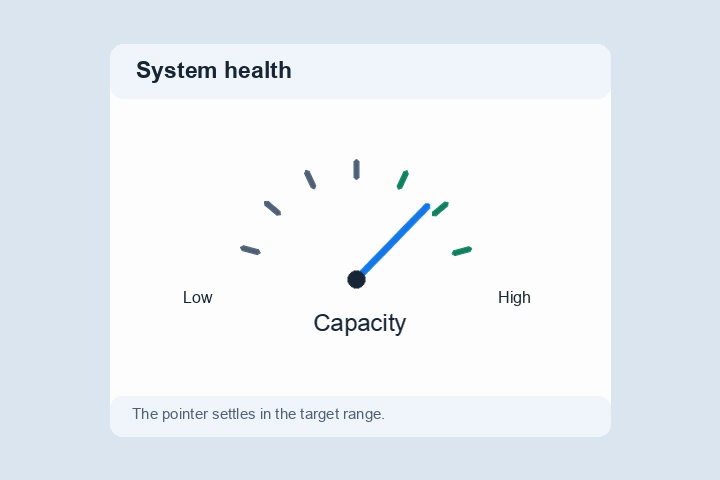 System health
Low
High
Capacity
The pointer settles in the target range.